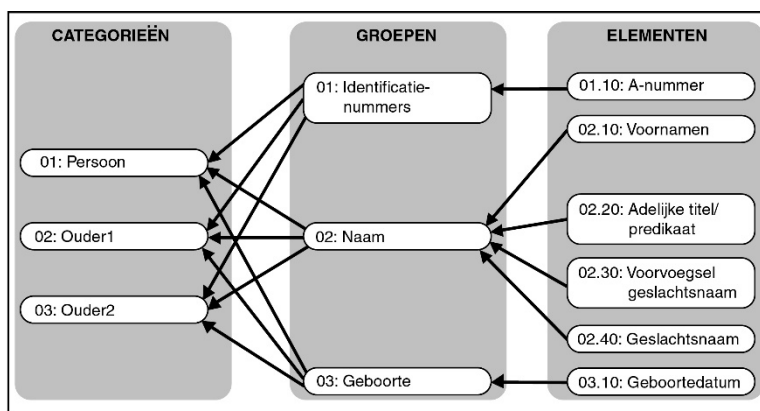 CATEGORIEËN
01: Persoon
02: Ouder1
03: Ouder2
GROEPEN
01: Identificatie-
nummers
02: Naam
03: Geboorte
ELEMENTEN
01.10: A-nummer
02.10: Voornamen
02.20: Adelijke titel/
predikaat
02.30: Voorvoegsel
geslachtsnaam
02.40: Geslachtsnaam
03.10: Geboortedatum